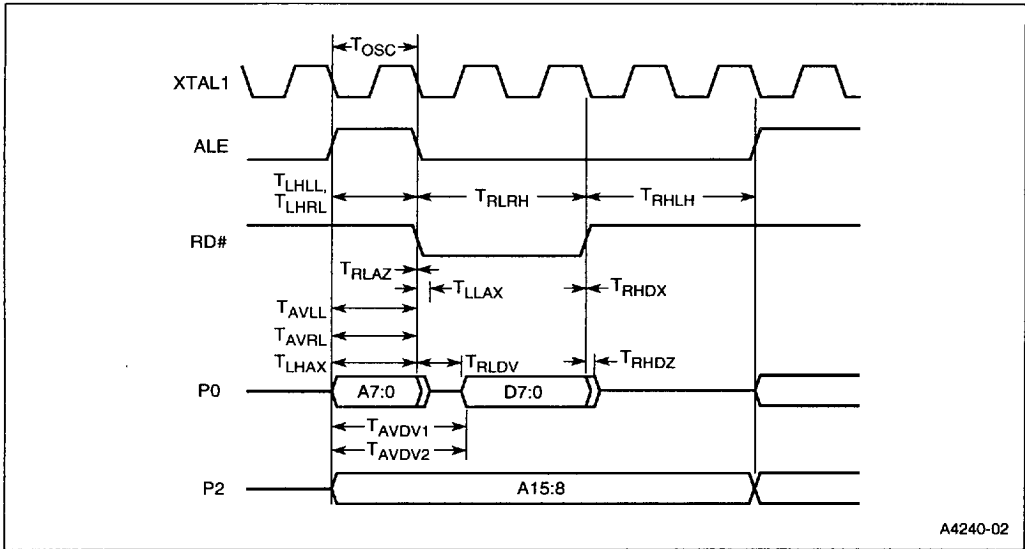 TOSC
XTAL1
ALE
TLHLL,
TLHRL
TRLRH
TRHLH
RD#
TRLAZ
TLLAX
TRHDX
TAVLL
TAVRL
TLHAX
TRLDV
TRHDZ
P0
A7:0
D7:0
TAVDV1
TAVDV2
P2
A15:8
A4240-02